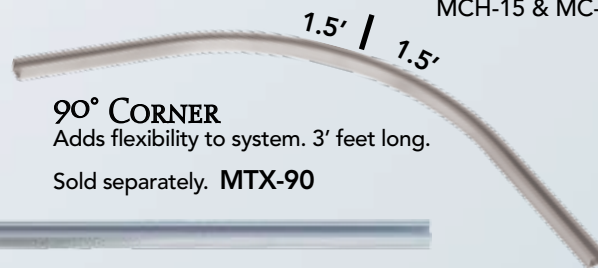 MCH-15 & MC-
1.5’
1.5’
90° CORNER
Adds flexibility to system. 3’ feet long.
Sold separately. MTX-90